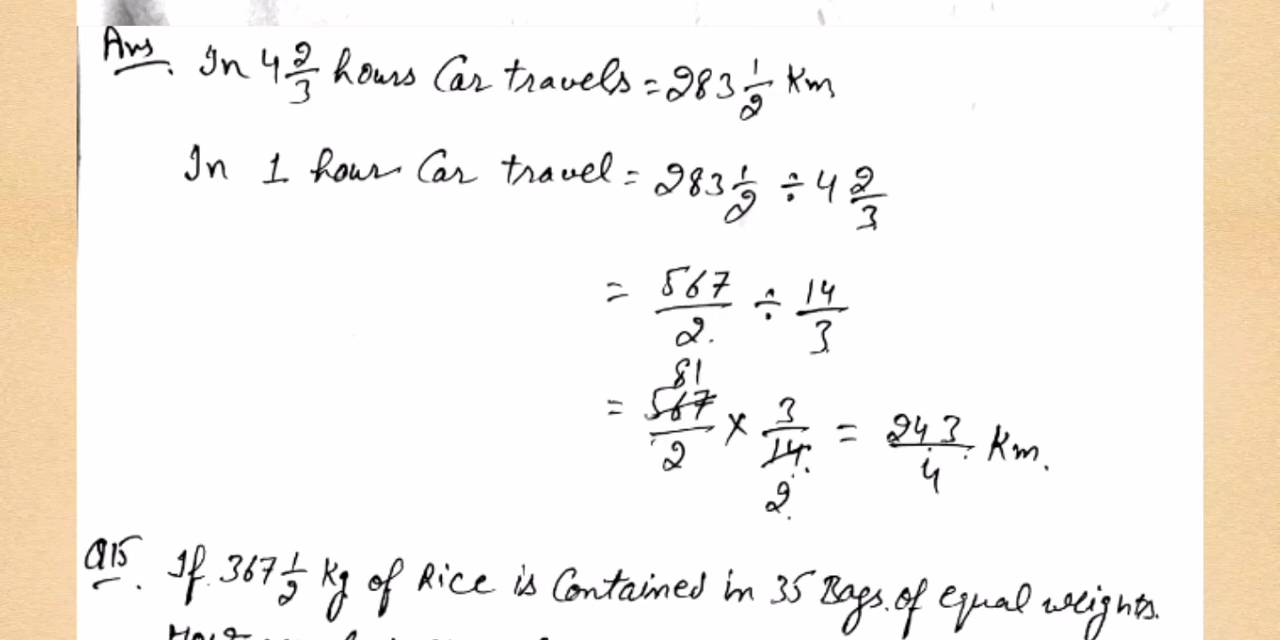 Ans. In 4 2/3 hours Car travels = 283 1/2 Km
In 1 hour Car travel = 283 1/2 ÷ 4 2/3
= 567/2 ÷ 14/3
81
= 567/2 × 3/14 = 243/4 Km.
2
Q15. If 367 1/2 Kg of Rice is Contained in 35 Bags of equal weights.